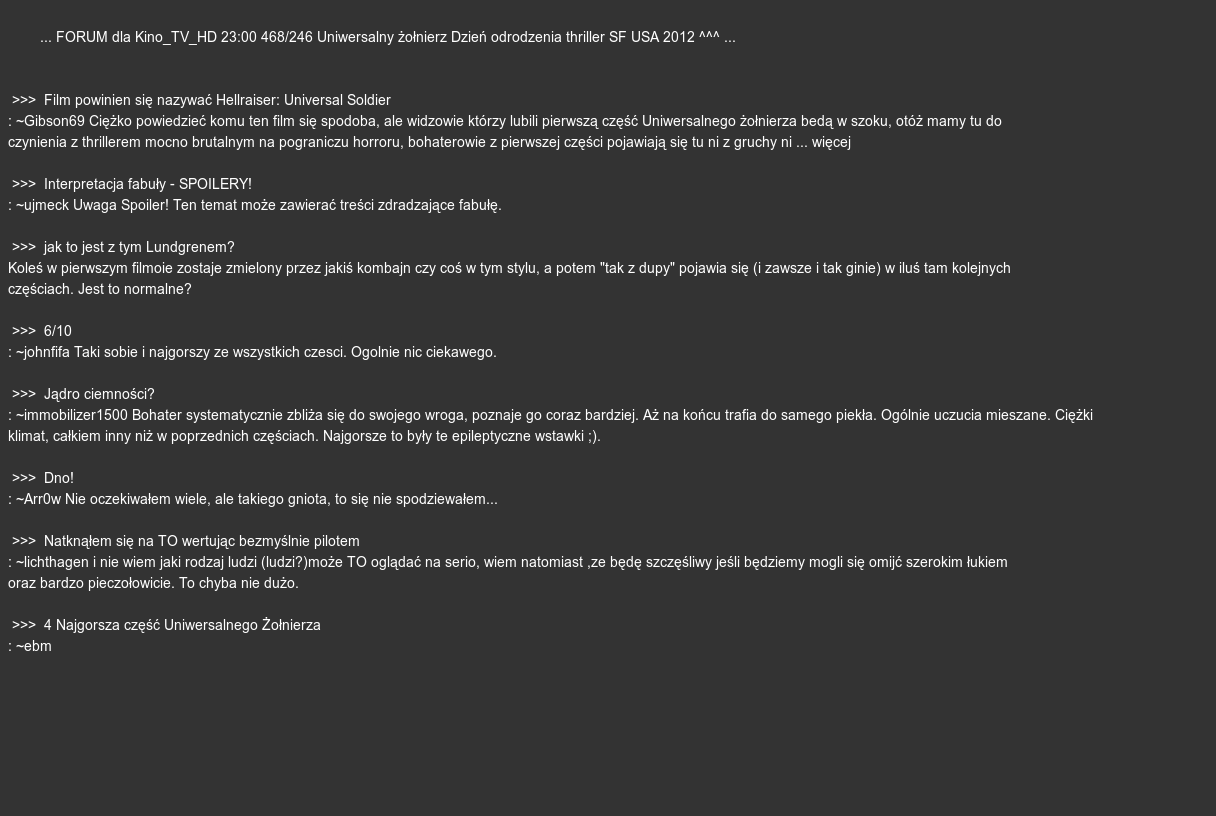 ... FORUM dla Kino_TV_HD 23:00 468/246 Uniwersalny żołnierz Dzień odrodzenia thriller SF USA 2012 ^^^ ...
>>> Film powinien się nazywać Hellraiser: Universal Soldier
: ~Gibson69 Ciężko powiedzieć komu ten film się spodoba, ale widzowie którzy lubili pierwszą część Uniwersalnego żołnierza bedą w szoku, otóż mamy tu do
czynienia z thrillerem mocno brutalnym na pograniczu horroru, bohaterowie z pierwszej części pojawiają się tu ni z gruchy ni ... więcej
>>> Interpretacja fabuły - SPOILERY!
: ~ujmeck Uwaga Spoiler! Ten temat może zawierać treści zdradzające fabułę.
>>> jak to jest z tym Lundgrenem?
Koleś w pierwszym filmoie zostaje zmielony przez jakiś kombajn czy coś w tym stylu, a potem "tak z dupy" pojawia się (i zawsze i tak ginie) w iluś tam kolejnych
częściach. Jest to normalne?
>>> 6/10
: ~johnfifa Taki sobie i najgorszy ze wszystkich czesci. Ogolnie nic ciekawego.
>>> Jądro ciemności?
: ~immobilizer1500 Bohater systematycznie zbliża się do swojego wroga, poznaje go coraz bardziej. Aż na końcu trafia do samego piekła. Ogólnie uczucia mieszane. Ciężki
klimat, całkiem inny niż w poprzednich częściach. Najgorsze to były te epileptyczne wstawki ;).
>>> Dno!
: ~Arr0w Nie oczekiwałem wiele, ale takiego gniota, to się nie spodziewałem...
>>> Natknąłem się na TO wertując bezmyślnie pilotem
: ~lichthagen i nie wiem jaki rodzaj ludzi (ludzi?)może TO oglądać na serio, wiem natomiast ,ze będę szczęśliwy jeśli będziemy mogli się omijć szerokim łukiem
oraz bardzo pieczołowicie. To chyba nie dużo.
>>> 4 Najgorsza część Uniwersalnego Żołnierza
: ~ebm